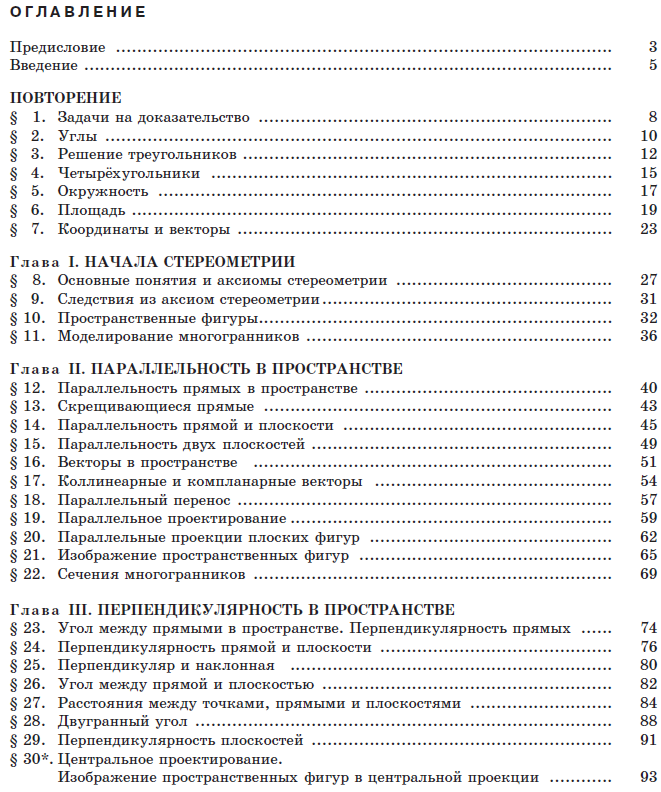 ОГЛАВЛЕНИЕ
Предисловие ........ 3
Введение ........ 5
ПОВТОРЕНИЕ
§ 1. Задачи на доказательство ........ 8
§ 2. Углы ........ 10
§ 3. Решение треугольников ........ 12
§ 4. Четырёхугольники ........ 15
§ 5. Окружность ........ 17
§ 6. Площадь ........ 19
§ 7. Координаты и векторы ........ 23
Глава I. НАЧАЛА СТЕРЕОМЕТРИИ
§ 8. Основные понятия и аксиомы стереометрии ........ 27
§ 9. Следствия из аксиом стереометрии ........ 31
§ 10. Пространственные фигуры ........ 32
§ 11. Моделирование многогранников ........ 36
Глава II. ПАРАЛЛЕЛЬНОСТЬ В ПРОСТРАНСТВЕ
§ 12. Параллельность прямых в пространстве ........ 40
§ 13. Скрещивающиеся прямые ........ 43
§ 14. Параллельность прямой и плоскости ........ 45
§ 15. Параллельность двух плоскостей ........ 49
§ 16. Векторы в пространстве ........ 51
§ 17. Коллинеарные и компланарные векторы ........ 54
§ 18. Параллельный перенос ........ 57
§ 19. Параллельное проектирование ........ 59
§ 20. Параллельные проекции плоских фигур ........ 62
§ 21. Изображение пространственных фигур ........ 65
§ 22. Сечения многогранников ........ 69
Глава III. ПЕРПЕНДИКУЛЯРНОСТЬ В ПРОСТРАНСТВЕ
§ 23. Угол между прямыми в пространстве. Перпендикулярность прямых ...... 74
§ 24. Перпендикулярность прямой и плоскости ........ 76
§ 25. Перпендикуляр и наклонная ........ 80
§ 26. Угол между прямой и плоскостью ........ 82
§ 27. Расстояния между точками, прямыми и плоскостями ........ 84
§ 28. Двугранный угол ........ 88
§ 29. Перпендикулярность плоскостей ........ 91
§ 30*. Центральное проектирование.
Изображение пространственных фигур в центральной проекции ........ 93